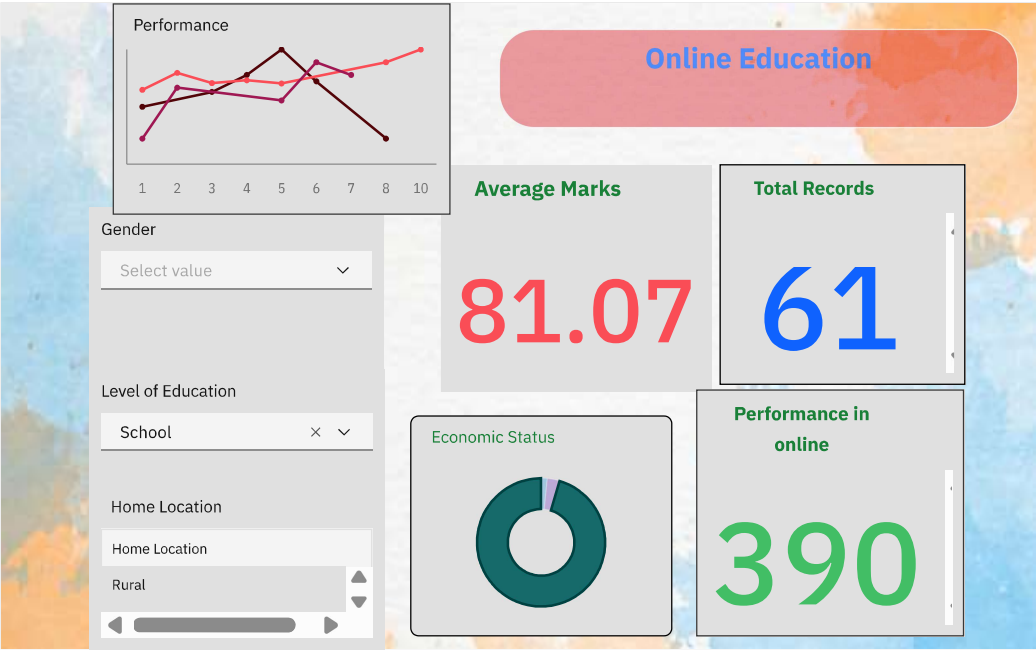 Performance
1 2 3 4 5 6 7 8 10
Online Education
Average Marks
81.07
Total Records
61
Gender
Select value
Level of Education
School
Home Location
Home Location
Rural
Economic Status
Performance in
online
390